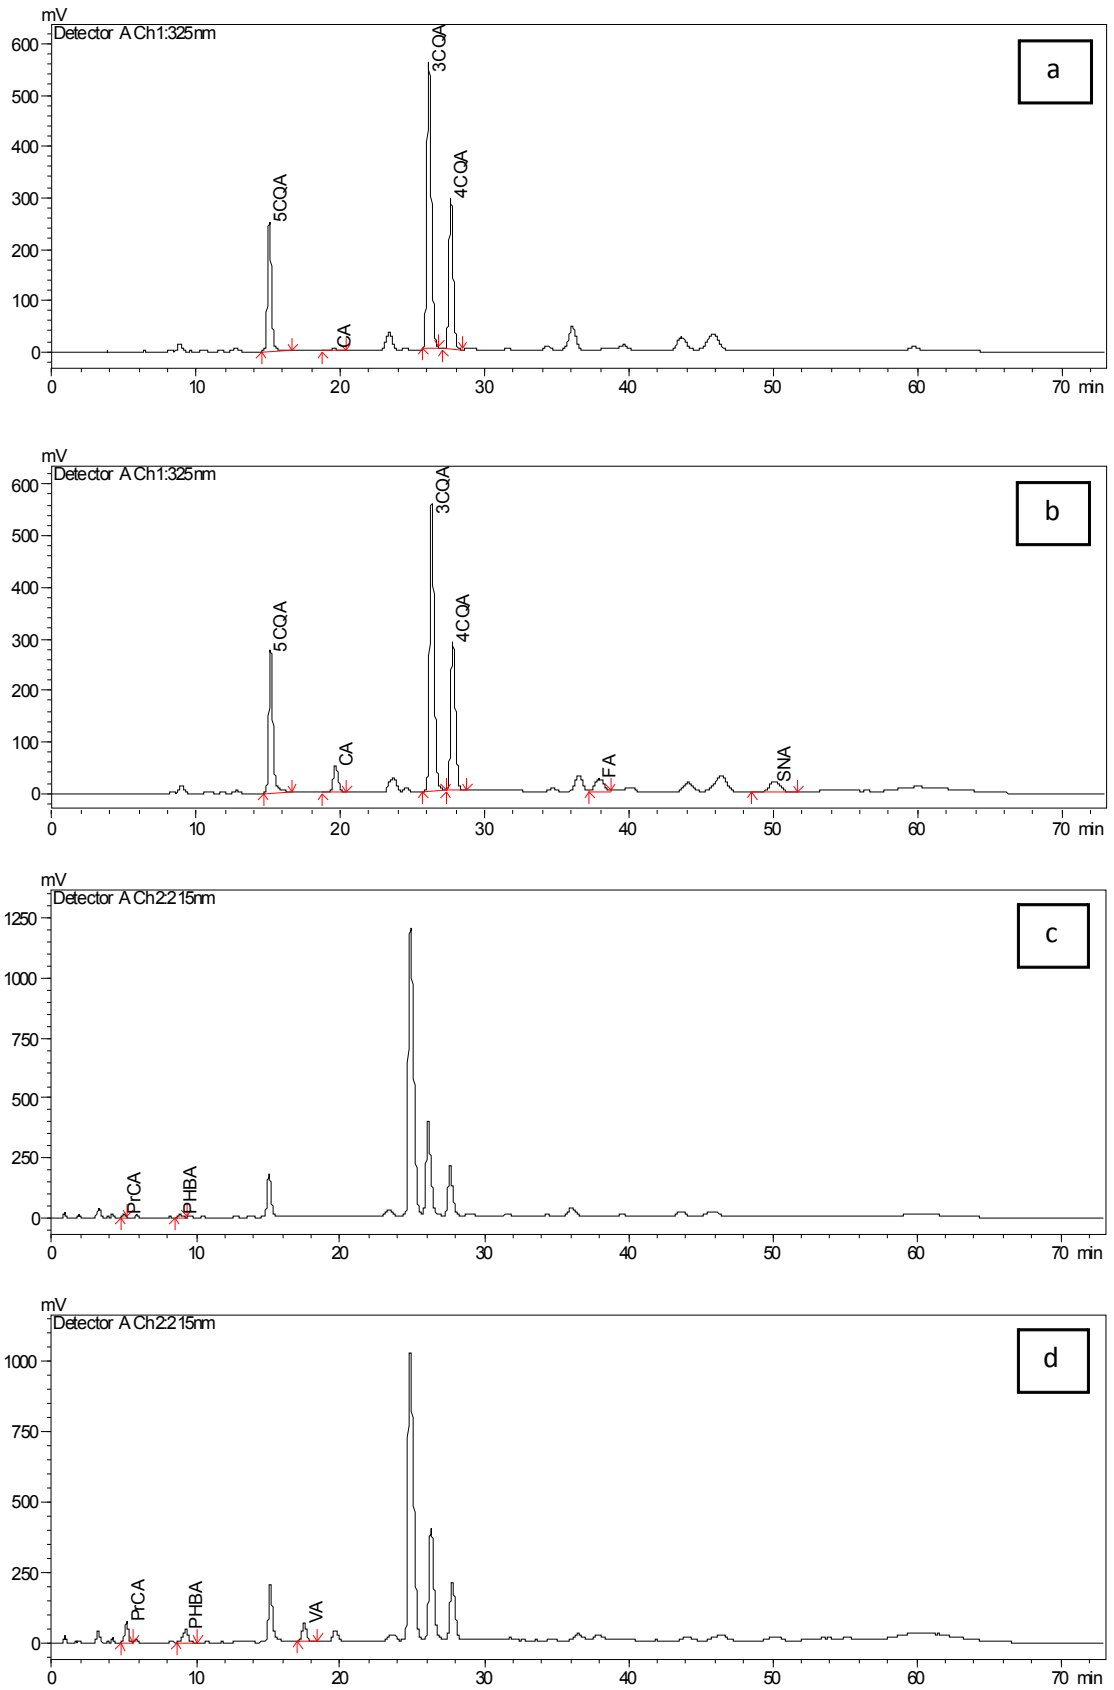 mV
Detector A Ch1:325nm
a
600
500
400
300
200
100
0
5CQA
CA
3CQA
4CQA
0 10 20 30 40 50 60 70 min
mV
Detector A Ch1:325nm
b
600
500
400
300
200
100
0
5CQA
CA
3CQA
4CQA
FA
SNA
0 10 20 30 40 50 60 70 min
mV
Detector A Ch2:215nm
c
1250
1000
750
500
250
0
PrCA
PHBA
0 10 20 30 40 50 60 70 min
mV
Detector A Ch2:215nm
d
1000
750
500
250
0
PrCA
PHBA
VA
0 10 20 30 40 50 60 70 min